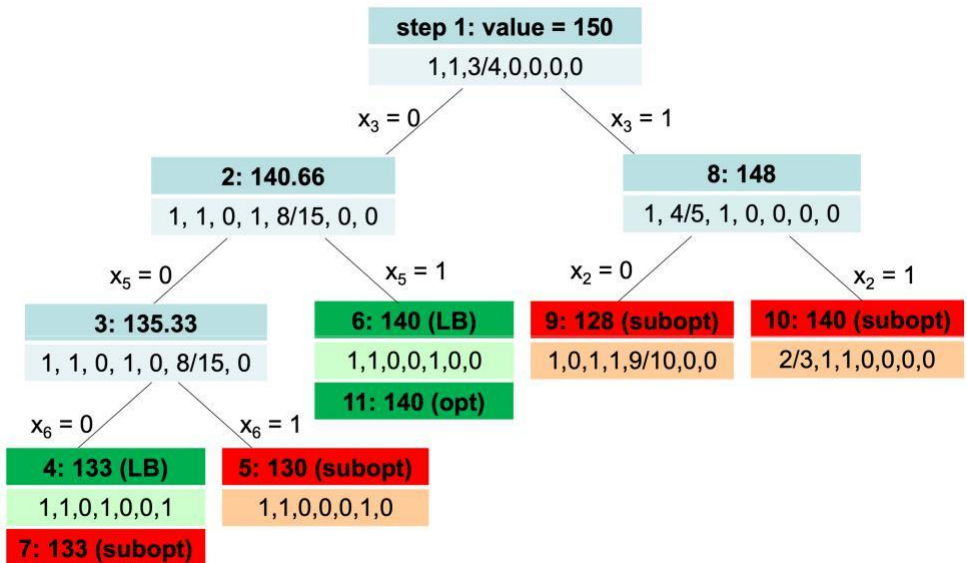 step 1: value = 150
1,1,3/4,0,0,0,0
x₃ = 0
x₃ = 1
2: 140.66
1, 1, 0, 1, 8/15, 0, 0
8: 148
1, 4/5, 1, 0, 0, 0, 0
x₅ = 0
x₅ = 1
x₂ = 0
x₂ = 1
3: 135.33
1, 1, 0, 1, 0, 8/15, 0
6: 140 (LB)
1,1,0,0,1,0,0
11: 140 (opt)
9: 128 (subopt)
1,0,1,1,9/10,0,0
10: 140 (subopt)
2/3,1,1,0,0,0,0
x₆ = 0
x₆ = 1
4: 133 (LB)
1,1,0,1,0,0,1
7: 133 (subopt)
5: 130 (subopt)
1,1,0,0,0,1,0